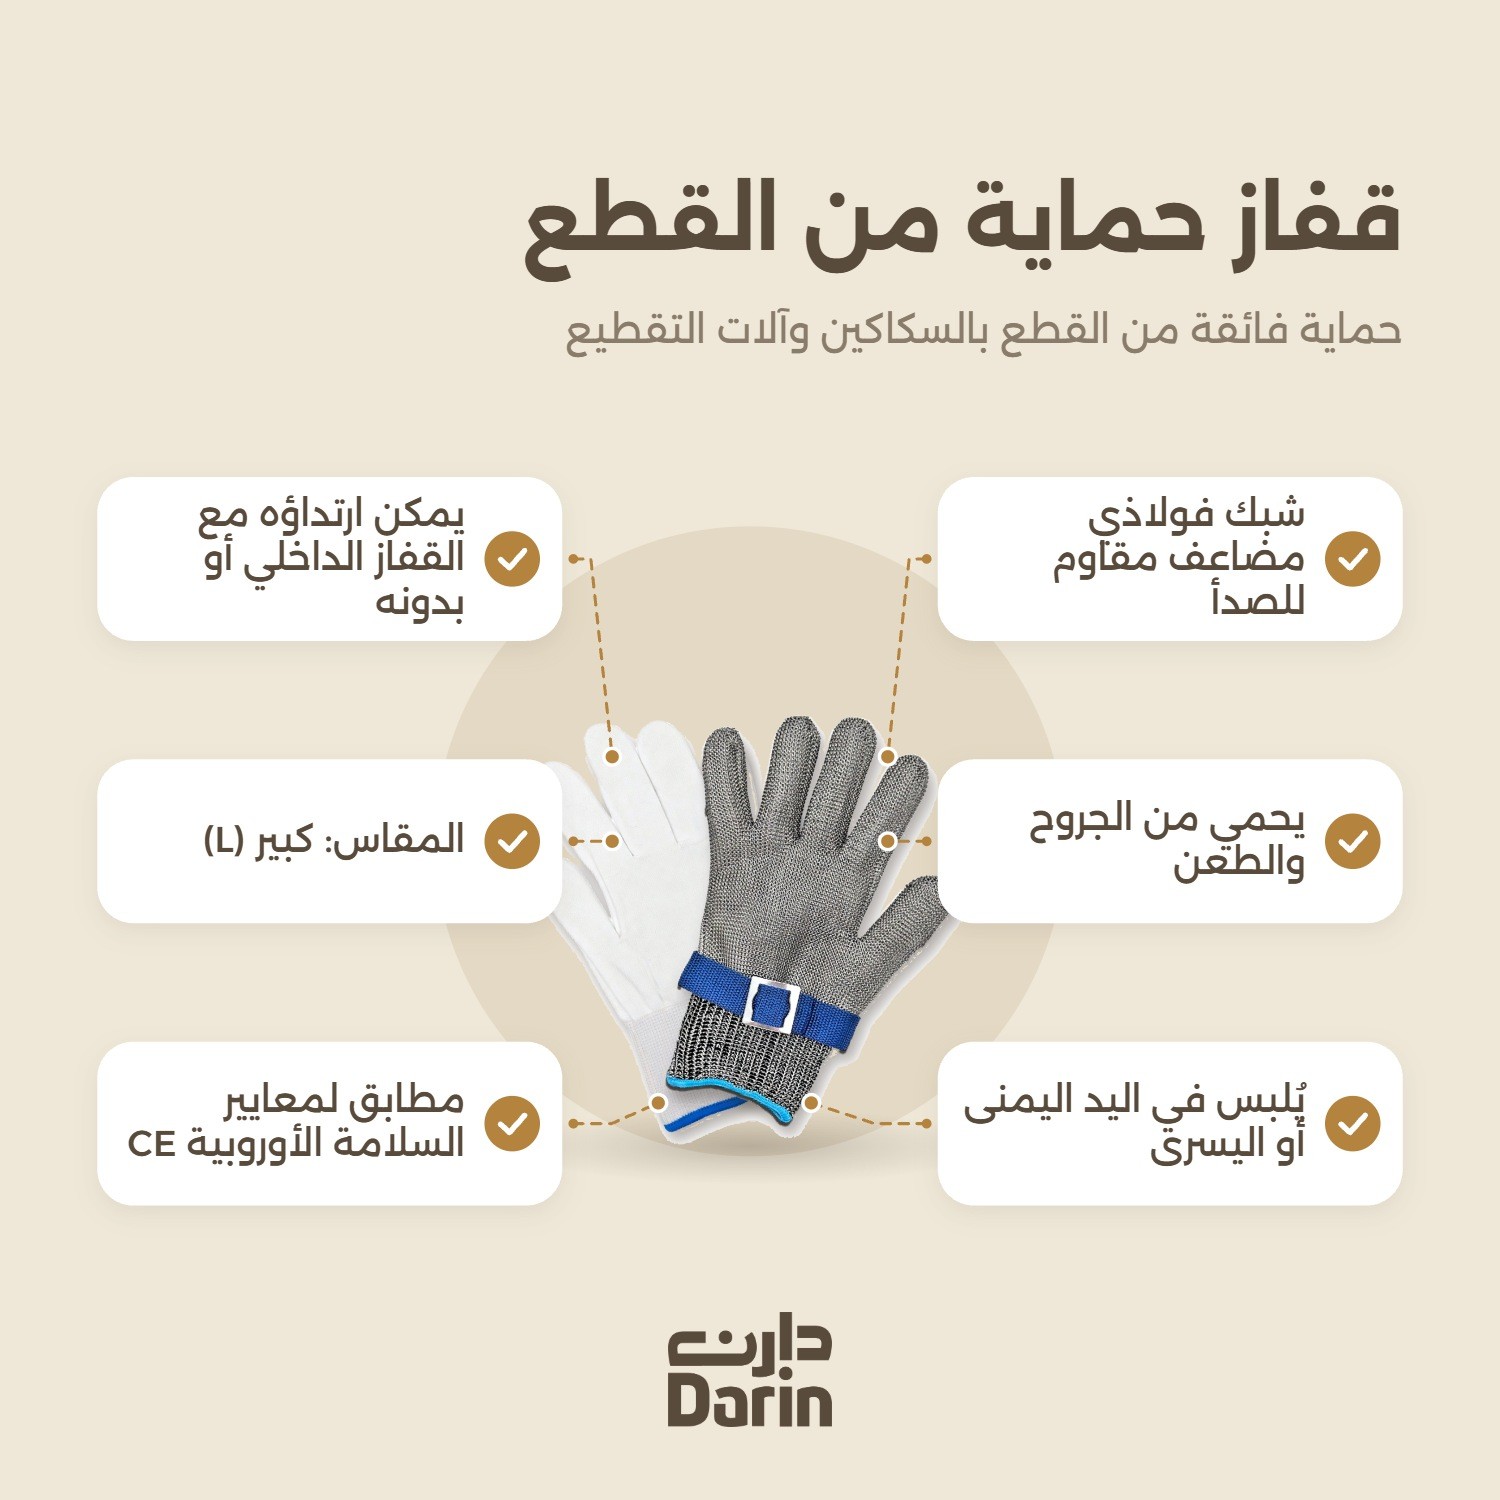 قفاز حماية من القطع
حماية فائقة من القطع بالسكاكين وآلات التقطيع
شبك فولاذي
مضاعف مقاوم
للصدأ
يمكن ارتداؤه مع
القفاز الداخلي أو
بدونه
يحمي من الجروح
والطعن
المقاس: كبير (L)
يُلبس في اليد اليمنى
أو اليسرى
مطابق لمعايير
السلامة الأوروبية CE
دارين
Darin